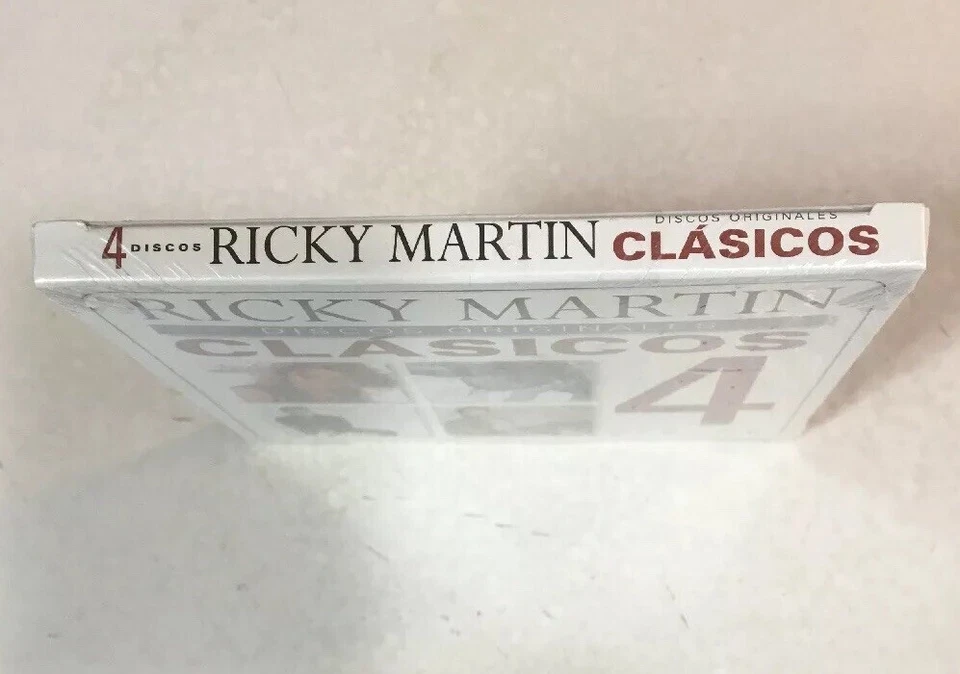 4 DISCOS RICKY MARTIN DISCOS ORIGINALES CLÁSICOS
RICKY MARTIN
DISCOS ORIGINALES
CLÁSICOS
4